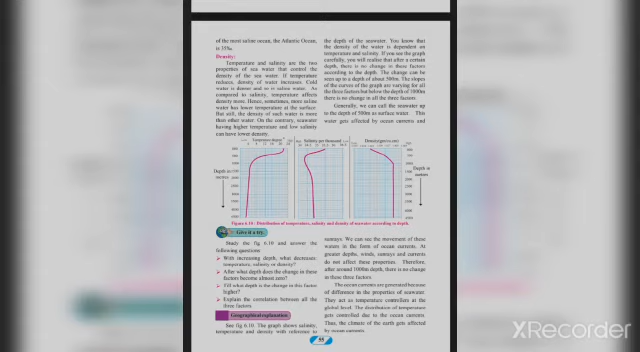 of the most saline ocean, the Atlantic Ocean,
is 35‰.
Density:
Temperature and salinity are the two
properties of sea water that control the
density of the sea water. If temperature
reduces, density of water increases. Cold
water is denser and so is saline water. As
compared to salinity, temperature affects
density more. Hence, sometimes, more saline
water has lower temperature at the surface.
But still, the density of such water is more
than other water. On the contrary, seawater
having higher temperature and low salinity
can have lower density.
the depth of the seawater. You know that
the density of the water is dependent on
temperature and salinity. If you see the graph
carefully, you will realise that after a certain
depth, there is no change in these factors
according to the depth. The change can be
seen up to a depth of about 500m. The slopes
of the curves of the graph are varying for all
the three factors but below the depth of 1000m
there is no change in all the three factors.
Generally, we can call the seawater up to
the depth of 500m as surface water. This
water gets affected by ocean currents and
Salinity per thousand
Depth in
metres
Depth in
metres
Figure 6.10 : Distribution of temperature, salinity and density of seawater according to depth.
Give it a try.
Study the fig 6.10 and answer the
following questions:
➢ With increasing depth, what decreases:
temperature, salinity or density?
➢ After what depth does the change in these
factors become almost zero?
➢ Till what depth is the change in this factor
higher?
➢ Explain the correlation between all the
three factors.
Geographical explanation
See fig 6.10. The graph shows salinity,
temperature and density with reference to
sunrays. We can see the movement of these
waters in the form of ocean currents. At
greater depths, winds, sunrays and currents
do not affect these properties. Therefore,
after around 1000m depth, there is no change
in these three factors.
The ocean currents are generated because
of difference in the properties of seawater.
They act as temperature controllers at the
global level. The distribution of temperature
gets controlled due to the ocean currents.
Thus, the climate of the earth gets affected
by ocean currents.
55
XRecorder